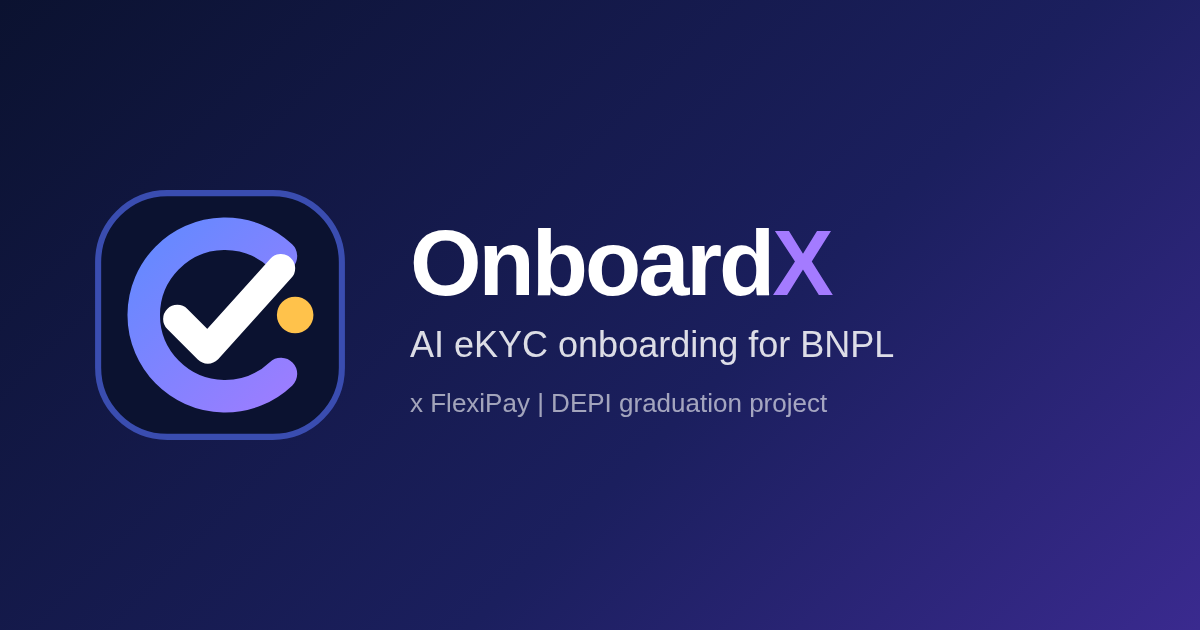 OnboardX
AI eKYC onboarding for BNPL
x FlexiPay | DEPI graduation project